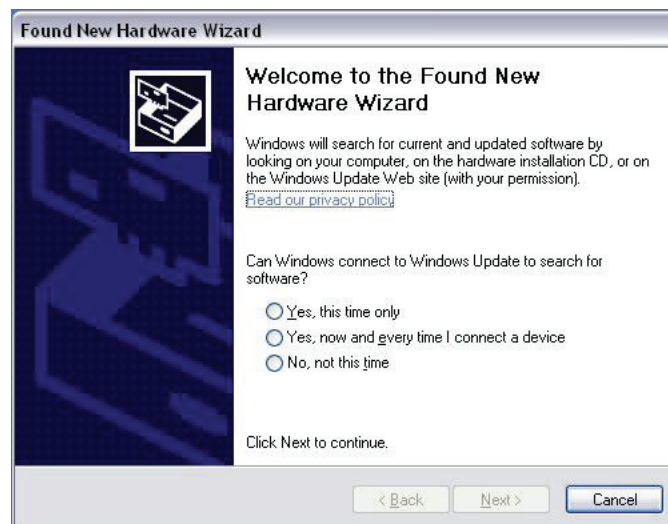 Found New Hardware Wizard
Welcome to the Found New
Hardware Wizard
Windows will search for current and updated software by
looking on your computer, on the hardware installation CD, or on
the Windows Update Web site (with your permission).
Read our privacy policy
Can Windows connect to Windows Update to search for
software?
Yes, this time only
Yes, now and every time I connect a device
No, not this time
Click Next to continue.
< Back Next > Cancel